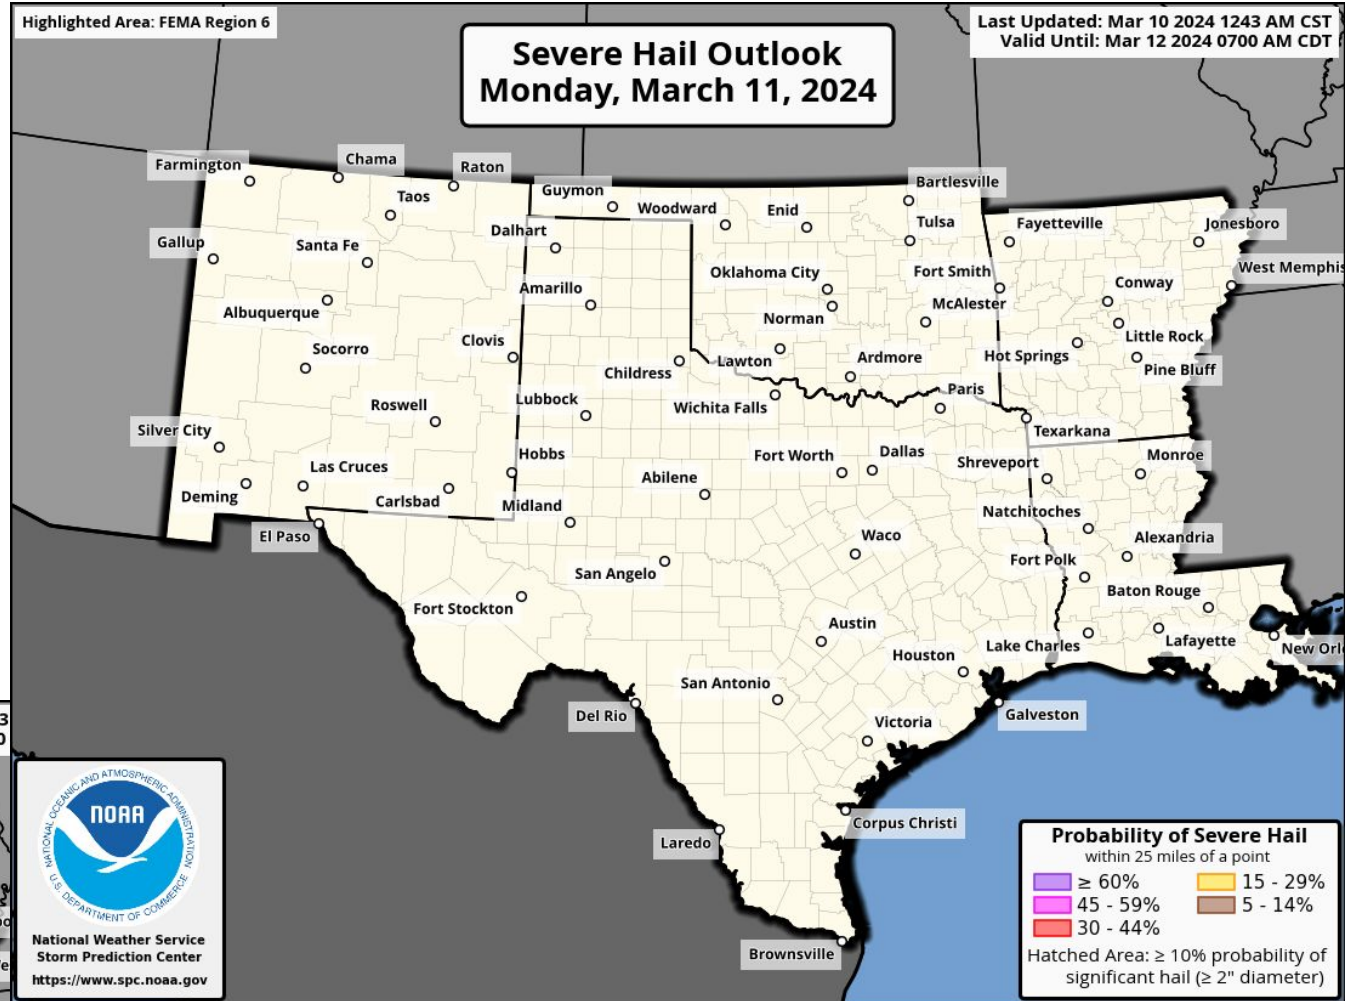 Highlighted Area: FEMA Region 6
Last Updated: Mar 10 2024 1243 AM CST
Valid Until: Mar 12 2024 0700 AM CDT
Severe Hail Outlook
Monday, March 11, 2024
Farmington
Chama
Raton
Taos
Guymon
Woodward
Enid
Bartlesville
Tulsa
Fayetteville
Jonesboro
Gallup
Santa Fe
Dalhart
Oklahoma City
Fort Smith
West Memphis
Amarillo
Conway
Albuquerque
Norman
McAlester
Little Rock
Socorro
Clovis
Childress
Lawton
Ardmore
Hot Springs
Pine Bluff
Roswell
Lubbock
Wichita Falls
Paris
Texarkana
Silver City
Las Cruces
Hobbs
Abilene
Fort Worth
Dallas
Shreveport
Monroe
Deming
Carlsbad
Midland
Natchitoches
El Paso
Waco
Alexandria
San Angelo
Fort Polk
Fort Stockton
Baton Rouge
Austin
Houston
Lake Charles
Lafayette
New Orl
San Antonio
Del Rio
Victoria
Galveston
Laredo
Corpus Christi
Brownsville
3
0
NATIONAL OCEANIC AND ATMOSPHERIC ADMINISTRATION
NOAA
U.S. DEPARTMENT OF COMMERCE
National Weather Service
Storm Prediction Center
https://www.spc.noaa.gov
Probability of Severe Hail
within 25 miles of a point
≥ 60% 15 - 29%
45 - 59% 5 - 14%
30 - 44%
Hatched Area: ≥ 10% probability of
significant hail (≥ 2" diameter)